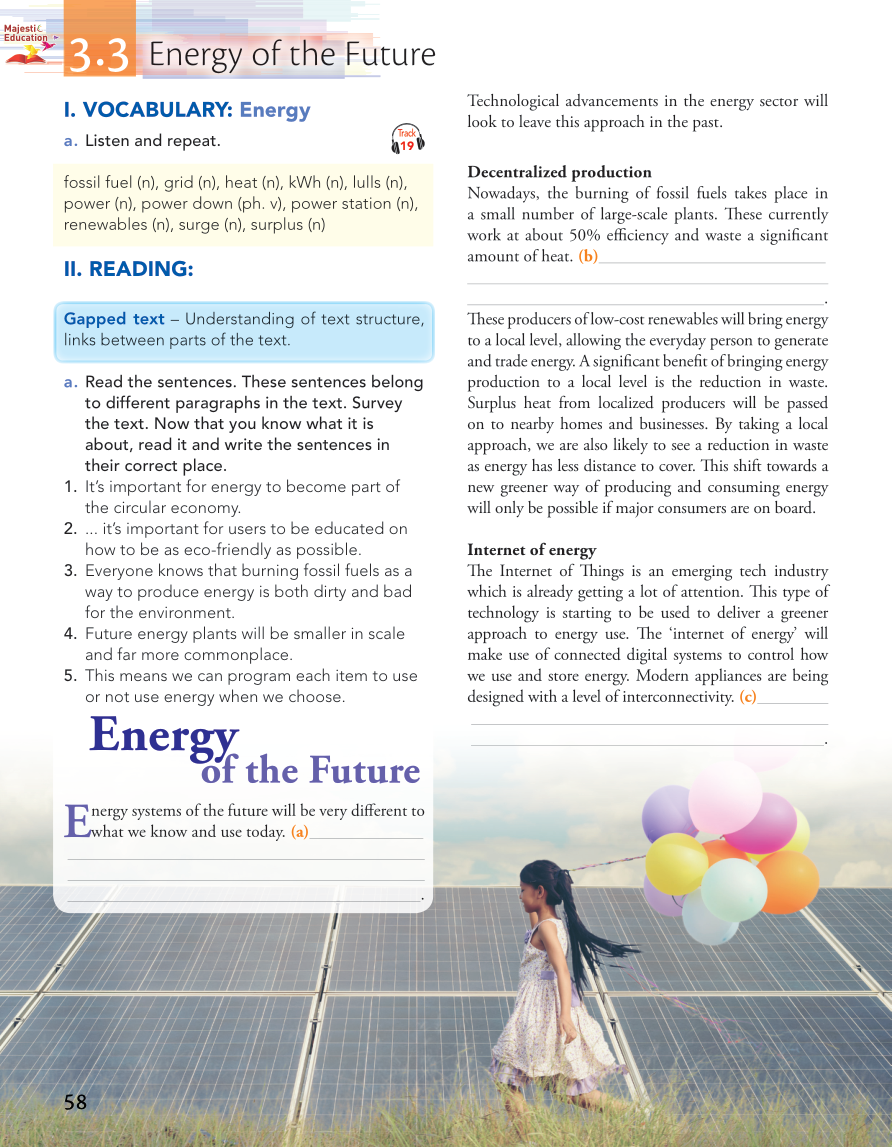 Majesti
Education
3.3 Energy of the Future
I. VOCABULARY: Energy
a. Listen and repeat.
Track
19
fossil fuel (n), grid (n), heat (n), kWh (n), lulls (n),
power (n), power down (ph. v), power station (n),
renewables (n), surge (n), surplus (n)
II. READING:
Gapped text – Understanding of text structure,
links between parts of the text.
a. Read the sentences. These sentences belong
to different paragraphs in the text. Survey
the text. Now that you know what it is
about, read it and write the sentences in
their correct place.
1. It's important for energy to become part of
the circular economy.
2. ... it's important for users to be educated on
how to be as eco-friendly as possible.
3. Everyone knows that burning fossil fuels as a
way to produce energy is both dirty and bad
for the environment.
4. Future energy plants will be smaller in scale
and far more commonplace.
5. This means we can program each item to use
or not use energy when we choose.
Energy
of the Future
Energy systems of the future will be very different to
what we know and use today. (a)
.
Technological advancements in the energy sector will
look to leave this approach in the past.
Decentralized production
Nowadays, the burning of fossil fuels takes place in
a small number of large-scale plants. These currently
work at about 50% efficiency and waste a significant
amount of heat. (b)
.
These producers of low-cost renewables will bring energy
to a local level, allowing the everyday person to generate
and trade energy. A significant benefit of bringing energy
production to a local level is the reduction in waste.
Surplus heat from localized producers will be passed
on to nearby homes and businesses. By taking a local
approach, we are also likely to see a reduction in waste
as energy has less distance to cover. This shift towards a
new greener way of producing and consuming energy
will only be possible if major consumers are on board.
Internet of energy
The Internet of Things is an emerging tech industry
which is already getting a lot of attention. This type of
technology is starting to be used to deliver a greener
approach to energy use. The 'internet of energy' will
make use of connected digital systems to control how
we use and store energy. Modern appliances are being
designed with a level of interconnectivity. (c)
.
58